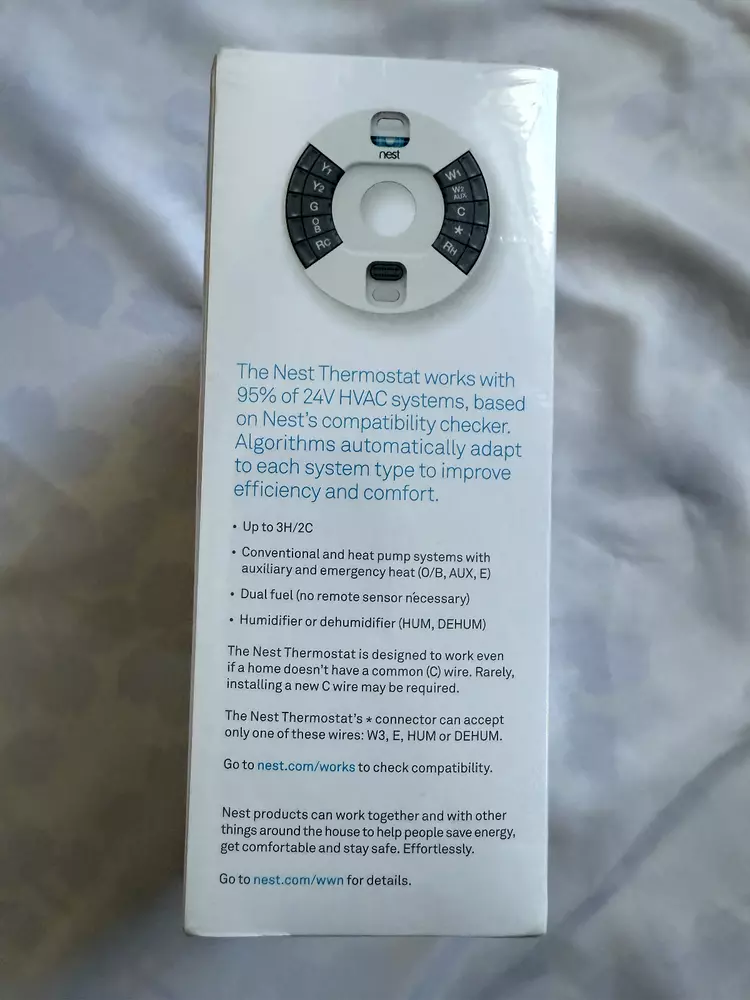 nest
Y1
Y2
G
O
B
RC
W1
W2
AUX
C
*
RH
The Nest Thermostat works with
95% of 24V HVAC systems, based
on Nest's compatibility checker.
Algorithms automatically adapt
to each system type to improve
efficiency and comfort.
• Up to 3H/2C
• Conventional and heat pump systems with
auxiliary and emergency heat (O/B, AUX, E)
• Dual fuel (no remote sensor necessary)
• Humidifier or dehumidifier (HUM, DEHUM)
The Nest Thermostat is designed to work even
if a home doesn't have a common (C) wire. Rarely,
installing a new C wire may be required.
The Nest Thermostat's * connector can accept
only one of these wires: W3, E, HUM or DEHUM.
Go to nest.com/works to check compatibility.
Nest products can work together and with other
things around the house to help people save energy,
get comfortable and stay safe. Effortlessly.
Go to nest.com/wwn for details.